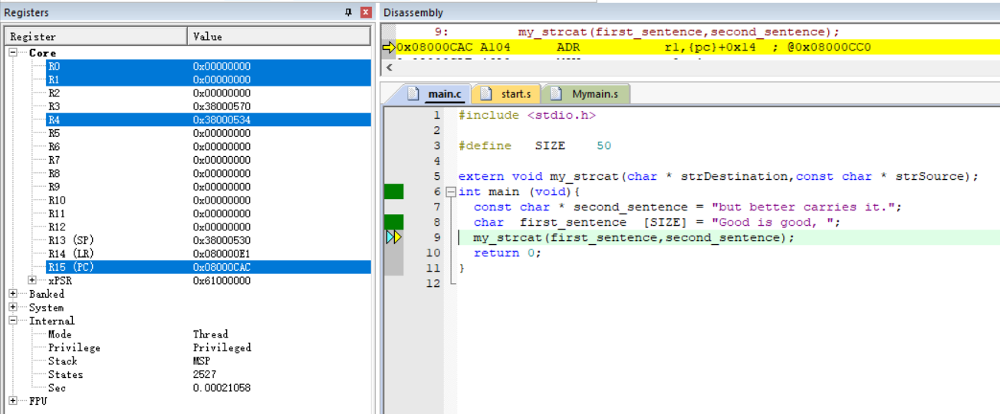 Registers
Register Value
Core
R0 0x00000000
R1 0x00000000
R2 0x00000000
R3 0x38000570
R4 0x38000534
R5 0x00000000
R6 0x00000000
R7 0x00000000
R8 0x00000000
R9 0x00000000
R10 0x00000000
R11 0x00000000
R12 0x00000000
R13 (SP) 0x38000530
R14 (LR) 0x080000E1
R15 (PC) 0x08000CAC
xPSR 0x61000000
Banked
System
Internal
Mode Thread
Privilege Privileged
Stack MSP
States 2527
Sec 0.00021058
FPU
Disassembly
9: my_strcat(first_sentence,second_sentence);
0x08000CAC A104 ADR r1,{pc}+0x14 ; @0x08000CC0
main.c start.s Mymain.s
1 #include <stdio.h>
2
3 #define SIZE 50
4
5 extern void my_strcat(char * strDestination,const char * strSource);
6 int main (void){
7 const char * second_sentence = "but better carries it.";
8 char first_sentence [SIZE] = "Good is good, ";
9 my_strcat(first_sentence,second_sentence);
10 return 0;
11 }
12